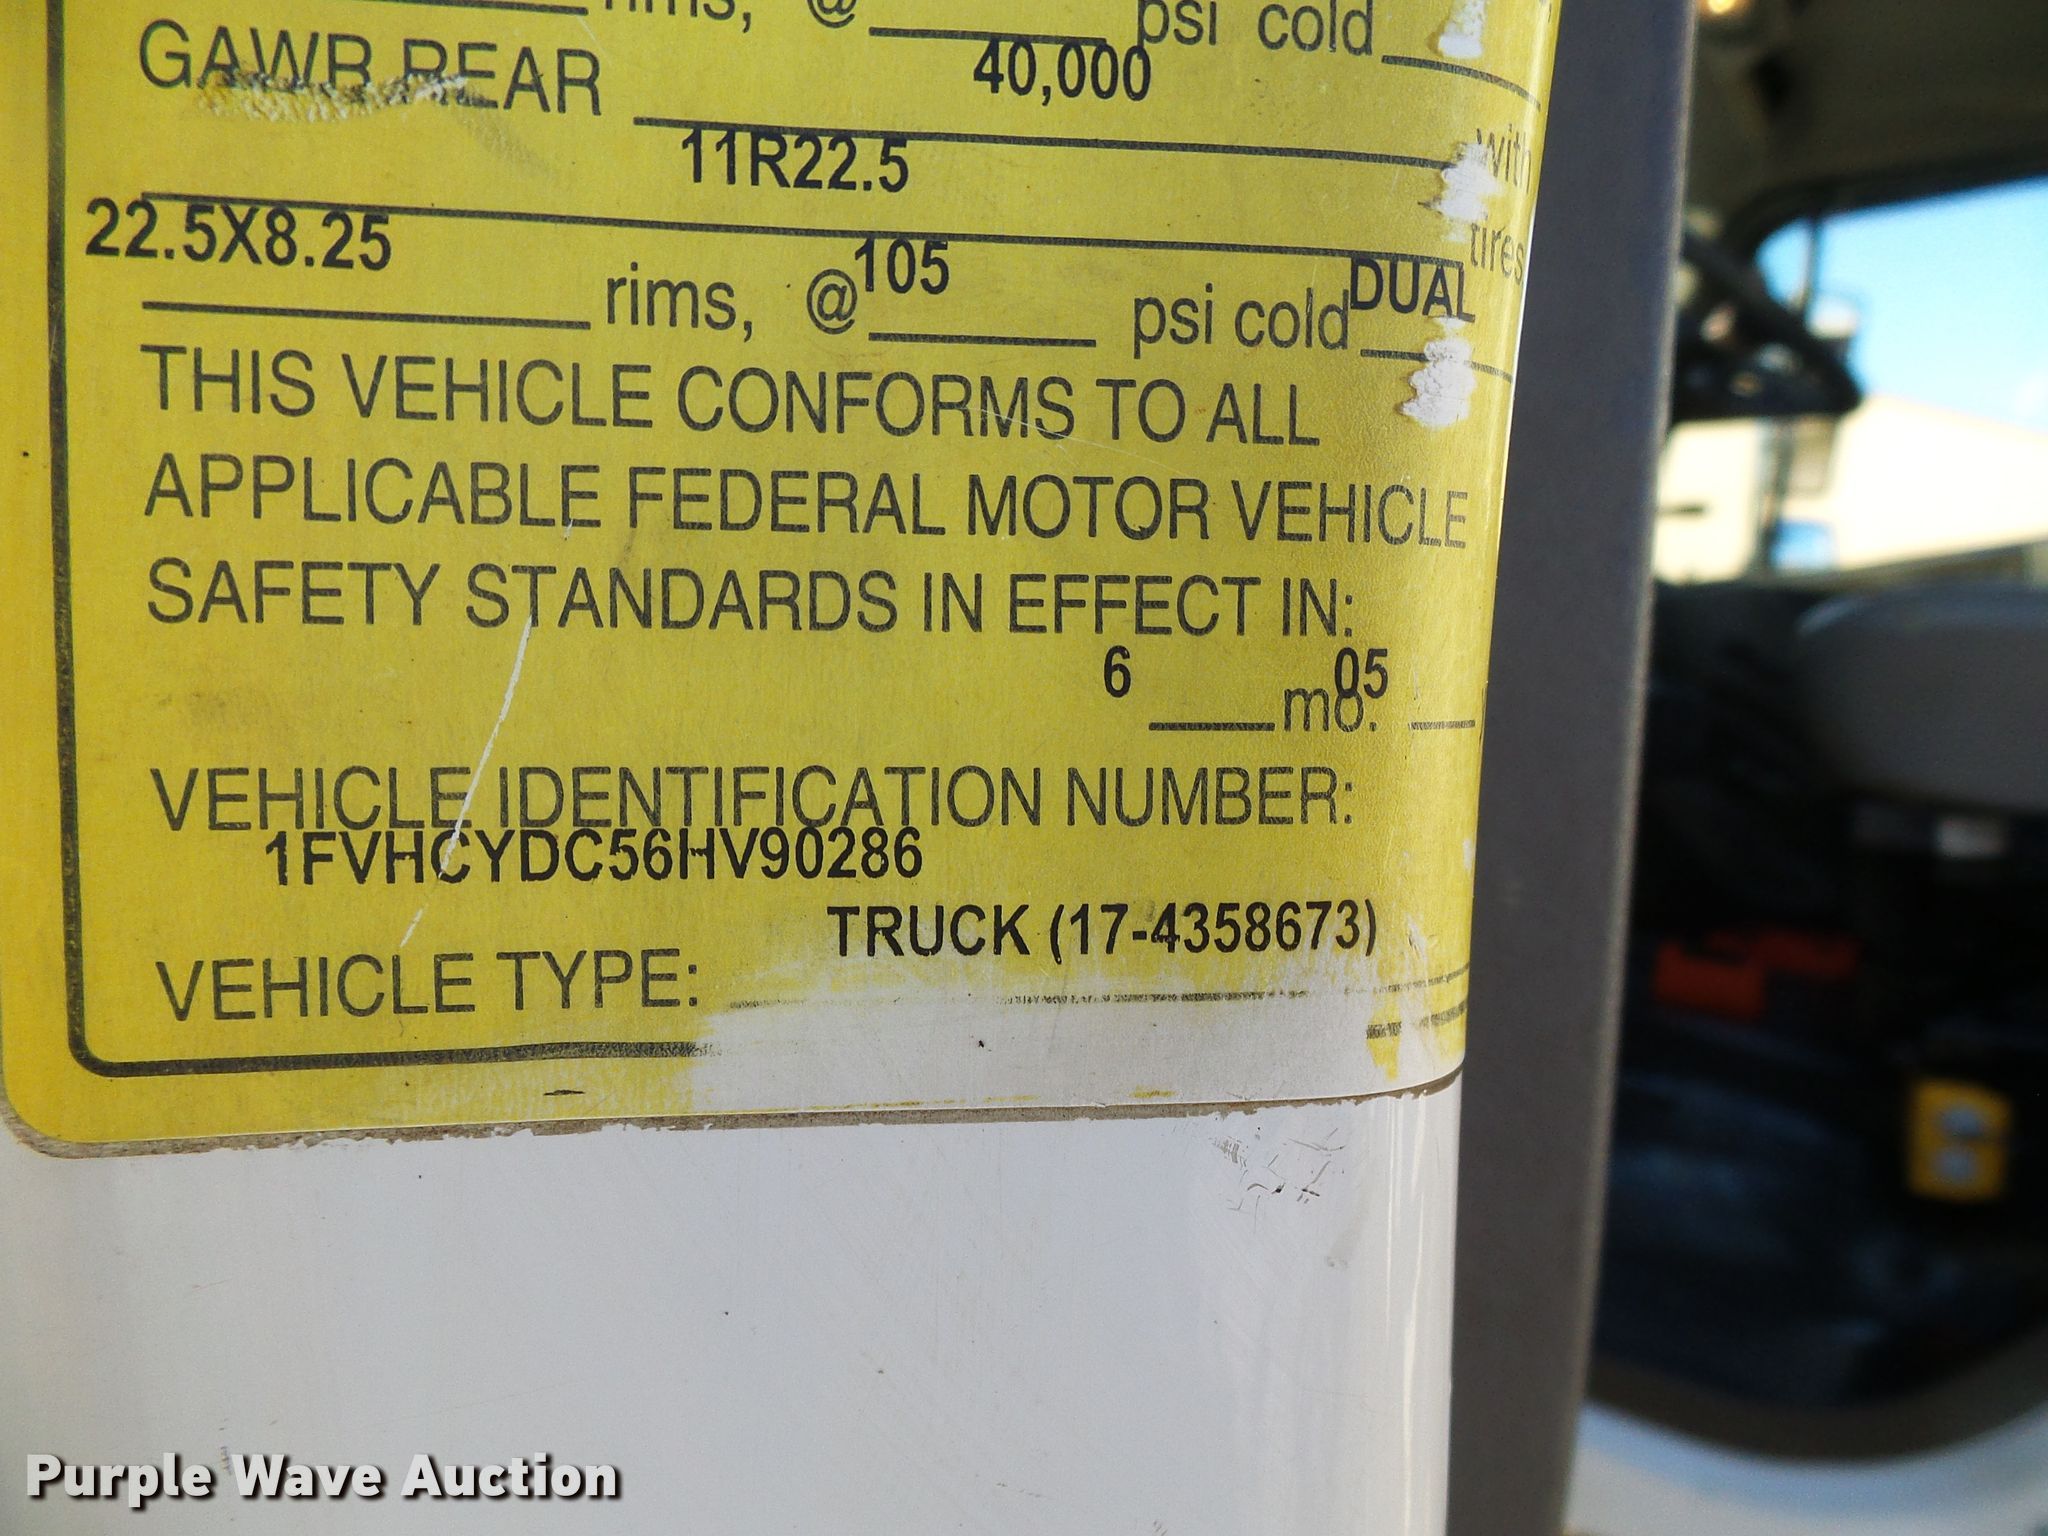 rims, @ psi cold
GAWR REAR 40,000 with
11R22.5 tires
22.5X8.25 rims, @ 105 psi cold DUAL
THIS VEHICLE CONFORMS TO ALL
APPLICABLE FEDERAL MOTOR VEHICLE
SAFETY STANDARDS IN EFFECT IN:
6 mo. 05
VEHICLE IDENTIFICATION NUMBER:
1FVHCYDC56HV90286
VEHICLE TYPE: TRUCK (17-4358673)
Purple Wave Auction